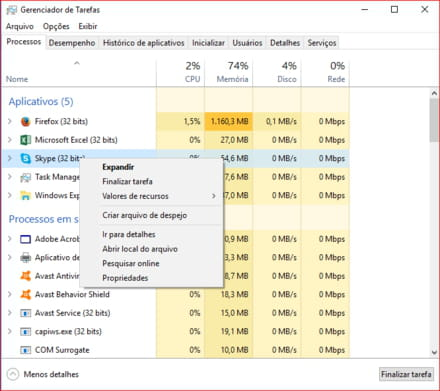 Gerenciador de Tarefas
Arquivo Opções Exibir
Processos Desempenho Histórico de aplicativos Inicializar Usuários Detalhes Serviços
2% 74% 4% 0%
Nome CPU Memória Disco Rede
Aplicativos (5)
Firefox (32 bits) 1,5% 1.160,3 MB 0,1 MB/s 0 Mbps
Microsoft Excel (32 bits) 0% 27,0 MB 0 MB/s 0 Mbps
Skype (32 bits) 0% 54,6 MB 0 MB/s 0 Mbps
Task Manage 7,6 MB 0 MB/s 0 Mbps
Windows Exp 37,0 MB 0 MB/s 0 Mbps
Expandir
Finalizar tarefa
Valores de recursos
Criar arquivo de despejo
Ir para detalhes
Abrir local do arquivo
Pesquisar online
Propriedades
Processos em s
Adobe Acrob 0,9 MB 0 MB/s 0 Mbps
Aplicativo de 3,3 MB 0 MB/s 0 Mbps
Avast Antivir 8,7 MB 0 MB/s 0 Mbps
Avast Behavior Shield 0% 18,3 MB 0 MB/s 0 Mbps
Avast Service (32 bits) 0% 15,0 MB 0 MB/s 0 Mbps
capiws.exe (32 bits) 0% 19,1 MB 0 MB/s 0 Mbps
COM Surrogate 0% 10,0 MB 0 MB/s 0 Mbps
Menos detalhes Finalizar tarefa